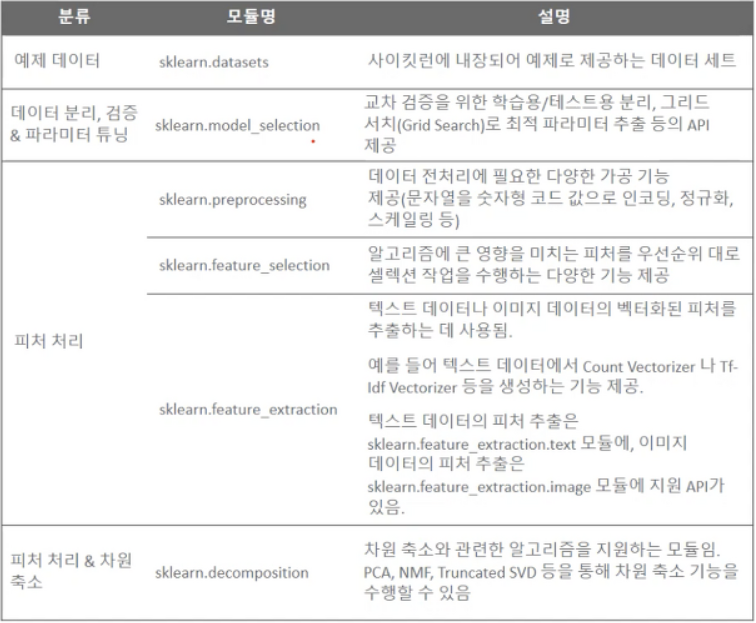 분류 모듈명 설명
예제 데이터 sklearn.datasets 사이킷런에 내장되어 예제로 제공하는 데이터 세트
데이터 분리, 검증
& 파라미터 튜닝
sklearn.model_selection
교차 검증을 위한 학습용/테스트용 분리, 그리드
서치(Grid Search)로 최적 파라미터 추출 등의 API
제공
피처 처리
sklearn.preprocessing
데이터 전처리에 필요한 다양한 가공 기능
제공(문자열을 숫자형 코드 값으로 인코딩, 정규화,
스케일링 등)
sklearn.feature_selection
알고리즘에 큰 영향을 미치는 피처를 우선순위 대로
셀렉션 작업을 수행하는 다양한 기능 제공
sklearn.feature_extraction
텍스트 데이터나 이미지 데이터의 벡터화된 피처를
추출하는 데 사용됨.
예를 들어 텍스트 데이터에서 Count Vectorizer 나 Tf-
Idf Vectorizer 등을 생성하는 기능 제공.
텍스트 데이터의 피처 추출은
sklearn.feature_extraction.text 모듈에, 이미지
데이터의 피처 추출은
sklearn.feature_extraction.image 모듈에 지원 API가
있음.
피처 처리 & 차원
축소
sklearn.decomposition
차원 축소와 관련한 알고리즘을 지원하는 모듈임.
PCA, NMF, Truncated SVD 등을 통해 차원 축소 기능을
수행할 수 있음